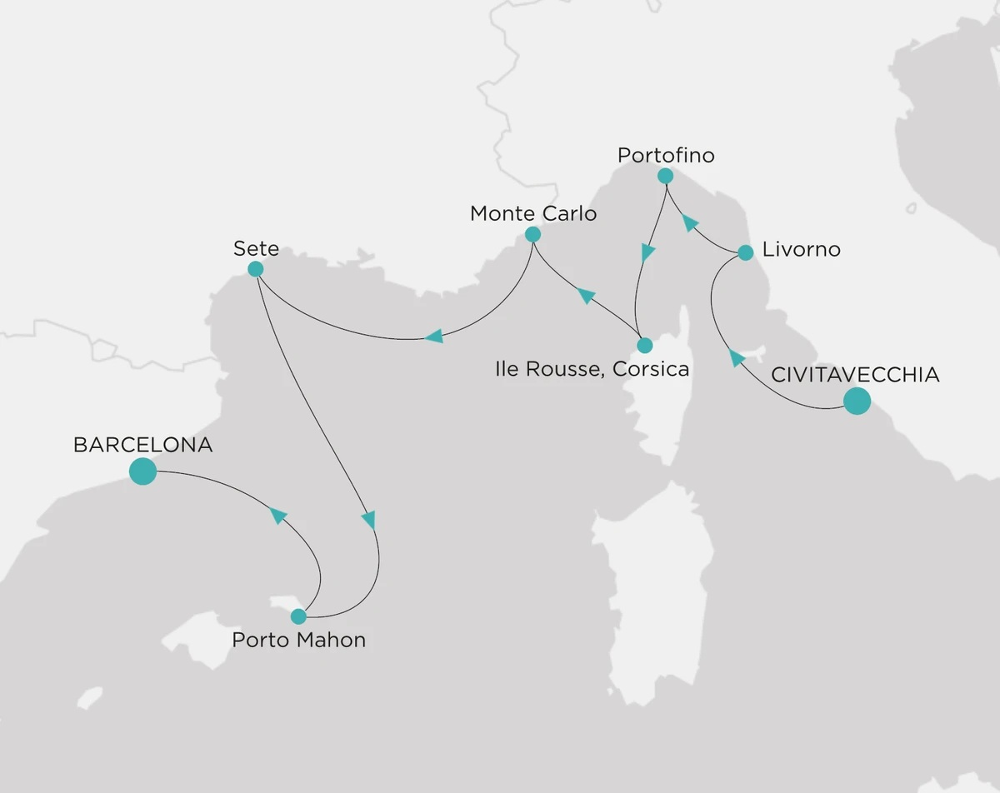 Portofino
Monte Carlo
Sete
Livorno
Ile Rousse, Corsica
CIVITAVECCHIA
BARCELONA
Porto Mahon